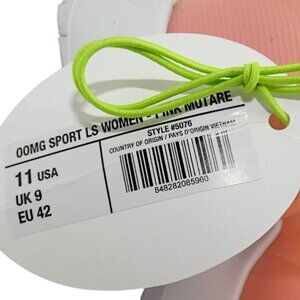 OOMG SPORT LS WOMEN - PINK MUTARE
STYLE #5076
COUNTRY OF ORIGIN / PAYS D'ORIGIN VIETNAM
11 USA
UK 9
EU 42
848282085960